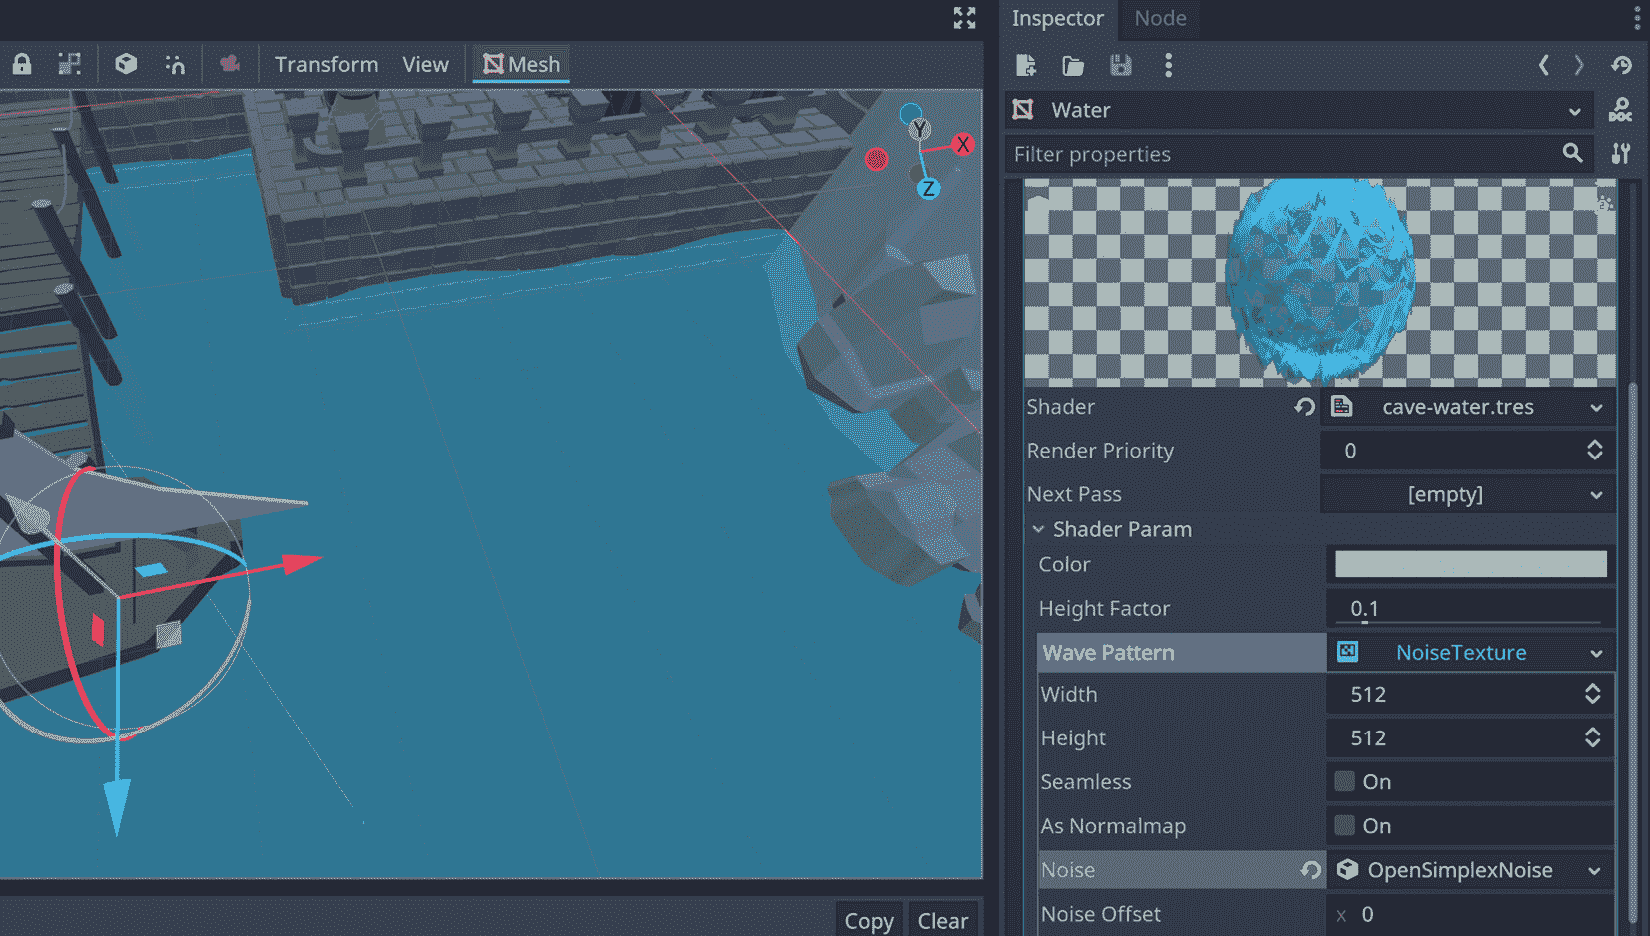 Inspector Node
Transform View Mesh
Water
DOC
Filter properties
Y
X
Z
Shader cave-water.tres
Render Priority 0
Next Pass [empty]
Shader Param
Color
Height Factor 0.1
Wave Pattern NoiseTexture
Width 512
Height 512
Seamless On
As Normalmap On
Noise OpenSimplexNoise
Noise Offset x 0
Copy Clear